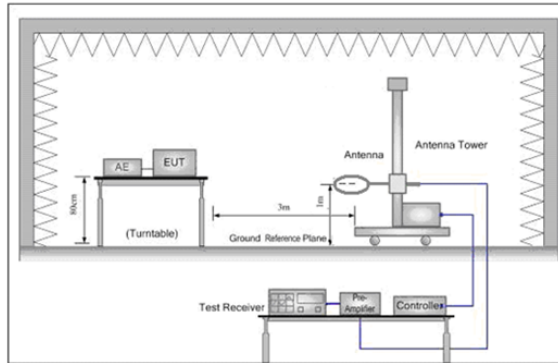 AE
EUT
80cm
(Turntable)
3m
Antenna
Antenna Tower
1m
Ground Reference Plane
Test Receiver
Pre-
Amplifier
Controller